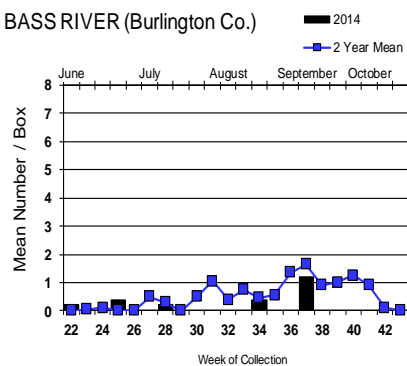 BASS RIVER (Burlington Co.)
2014
2 Year Mean
June July August September October
Mean Number / Box
8
7
6
5
4
3
2
1
0
22 24 26 28 30 32 34 36 38 40 42
Week of Collection